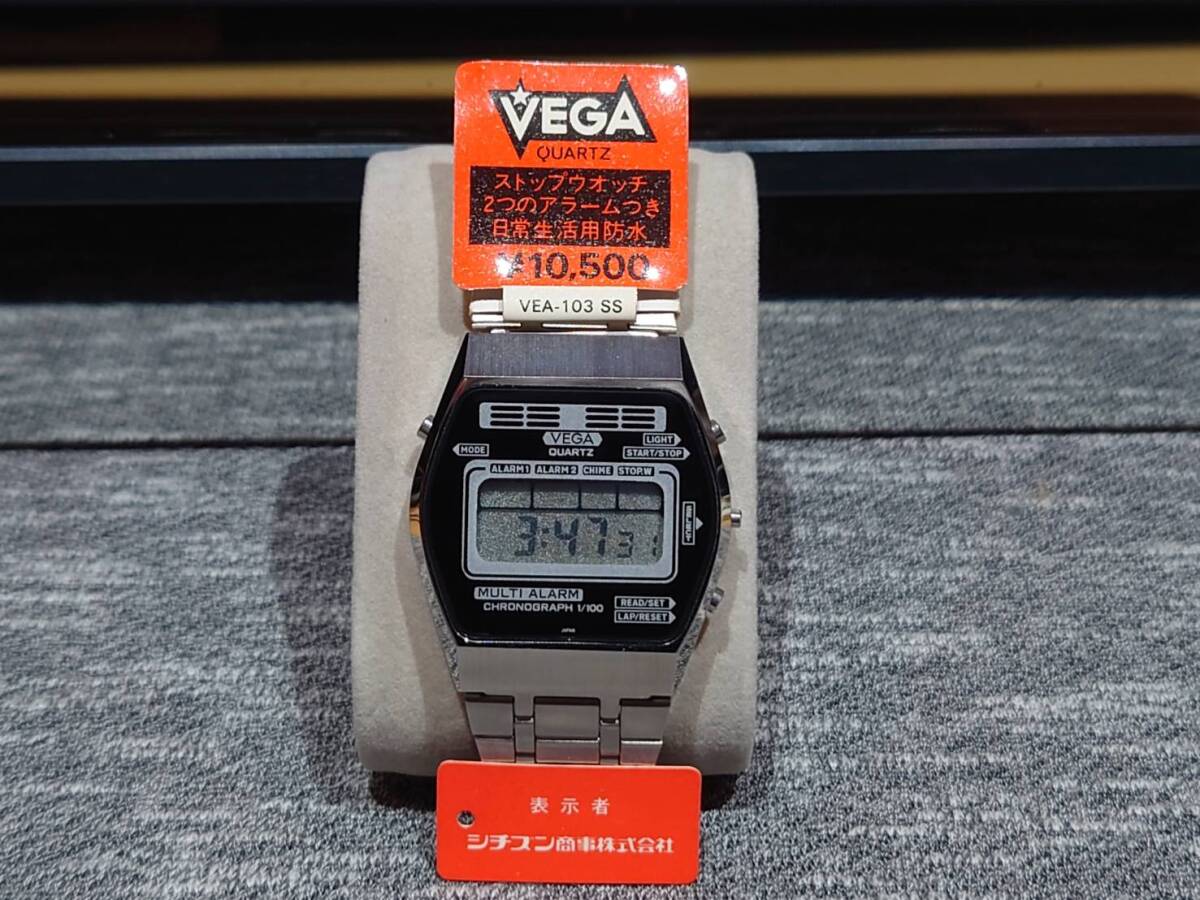 VEGA
QUARTZ
ストップウオッチ
2つのアラームつき
日常生活用防水
¥10,500
VEA-103 SS
VEGA
QUARTZ
LIGHT
MODE
START/STOP
ALARM1 ALARM2 CHIME STOP.W
SELECT
3:47 31
MULTI ALARM
CHRONOGRAPH 1/100
READ/SET
LAP/RESET
JAPAN
表示者
シチズン商事株式会社